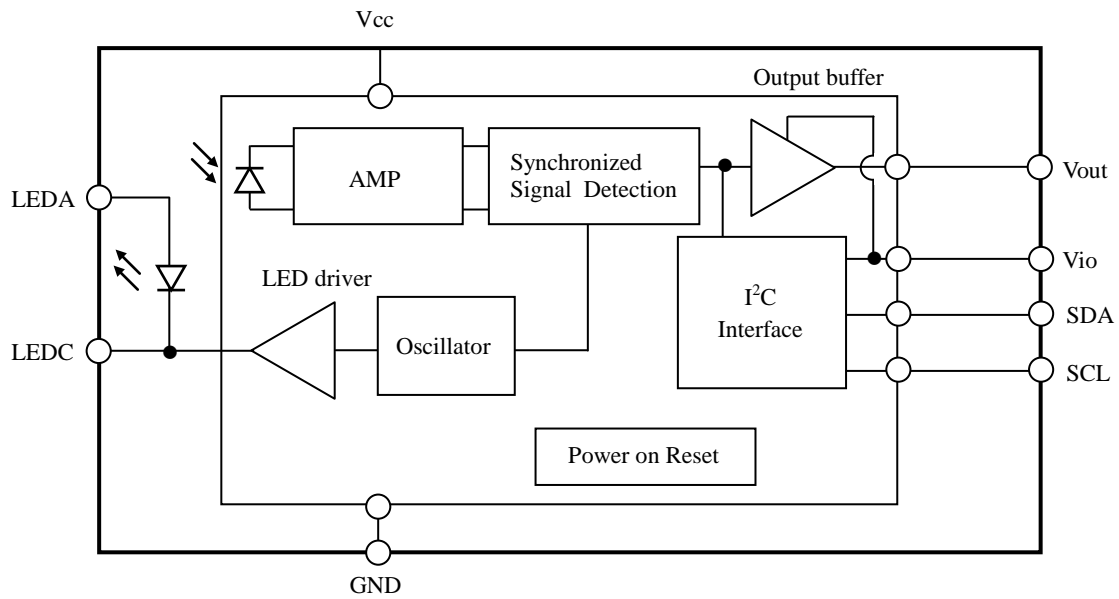 Vcc
Output buffer
AMP
Synchronized
Signal Detection
Vout
LEDA
Vio
LED driver
I²C
Interface
SDA
Oscillator
LEDC
SCL
Power on Reset
GND